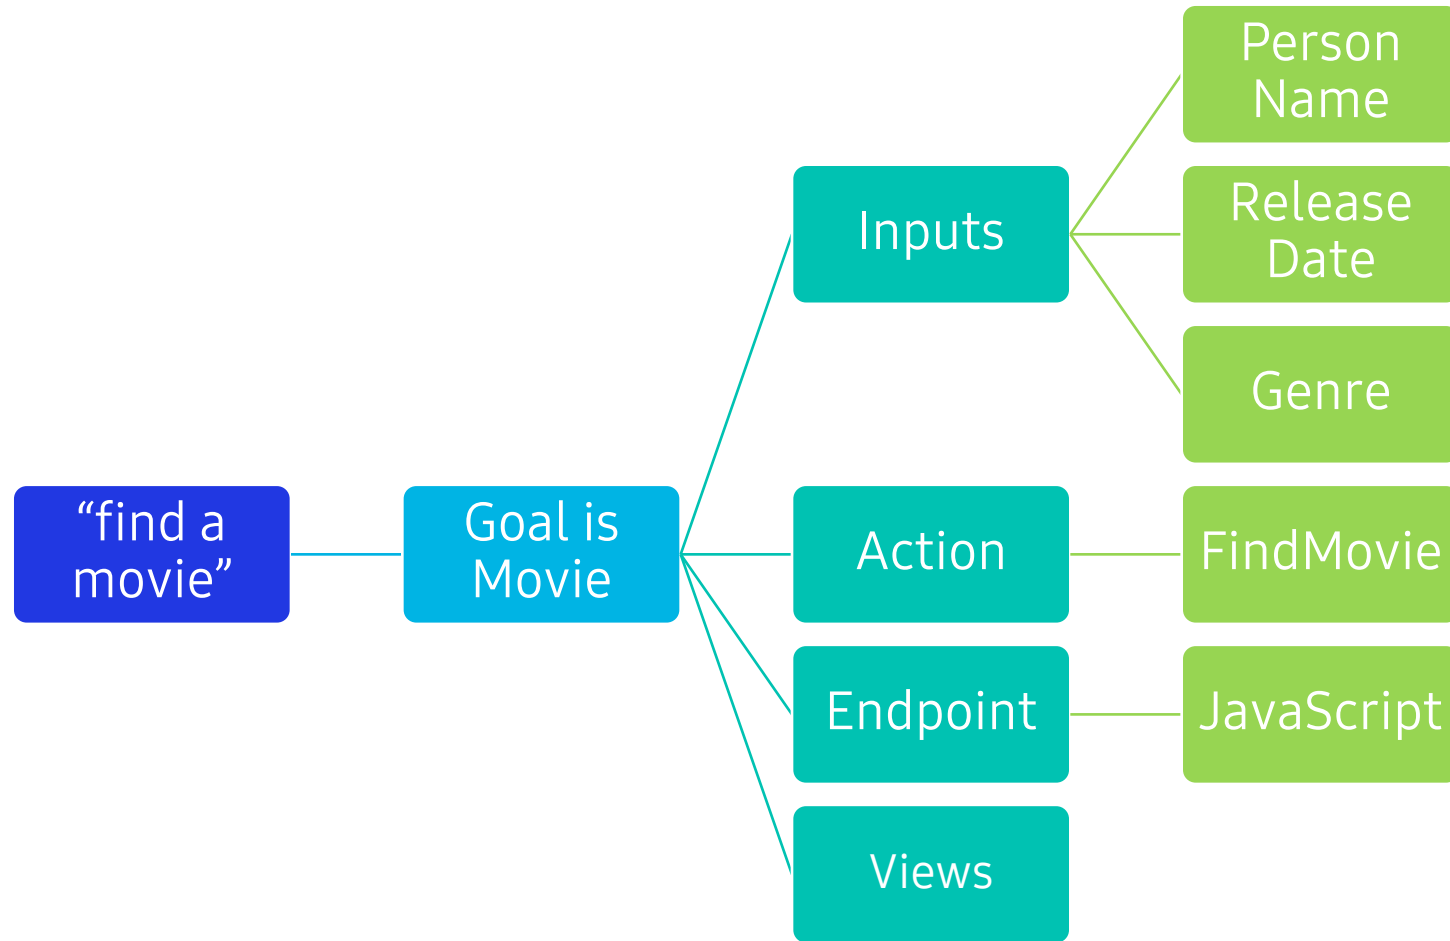 Person
Name
Inputs
Release
Date
Genre
“find a
movie”
Goal is
Movie
Action
FindMovie
Endpoint
JavaScript
Views